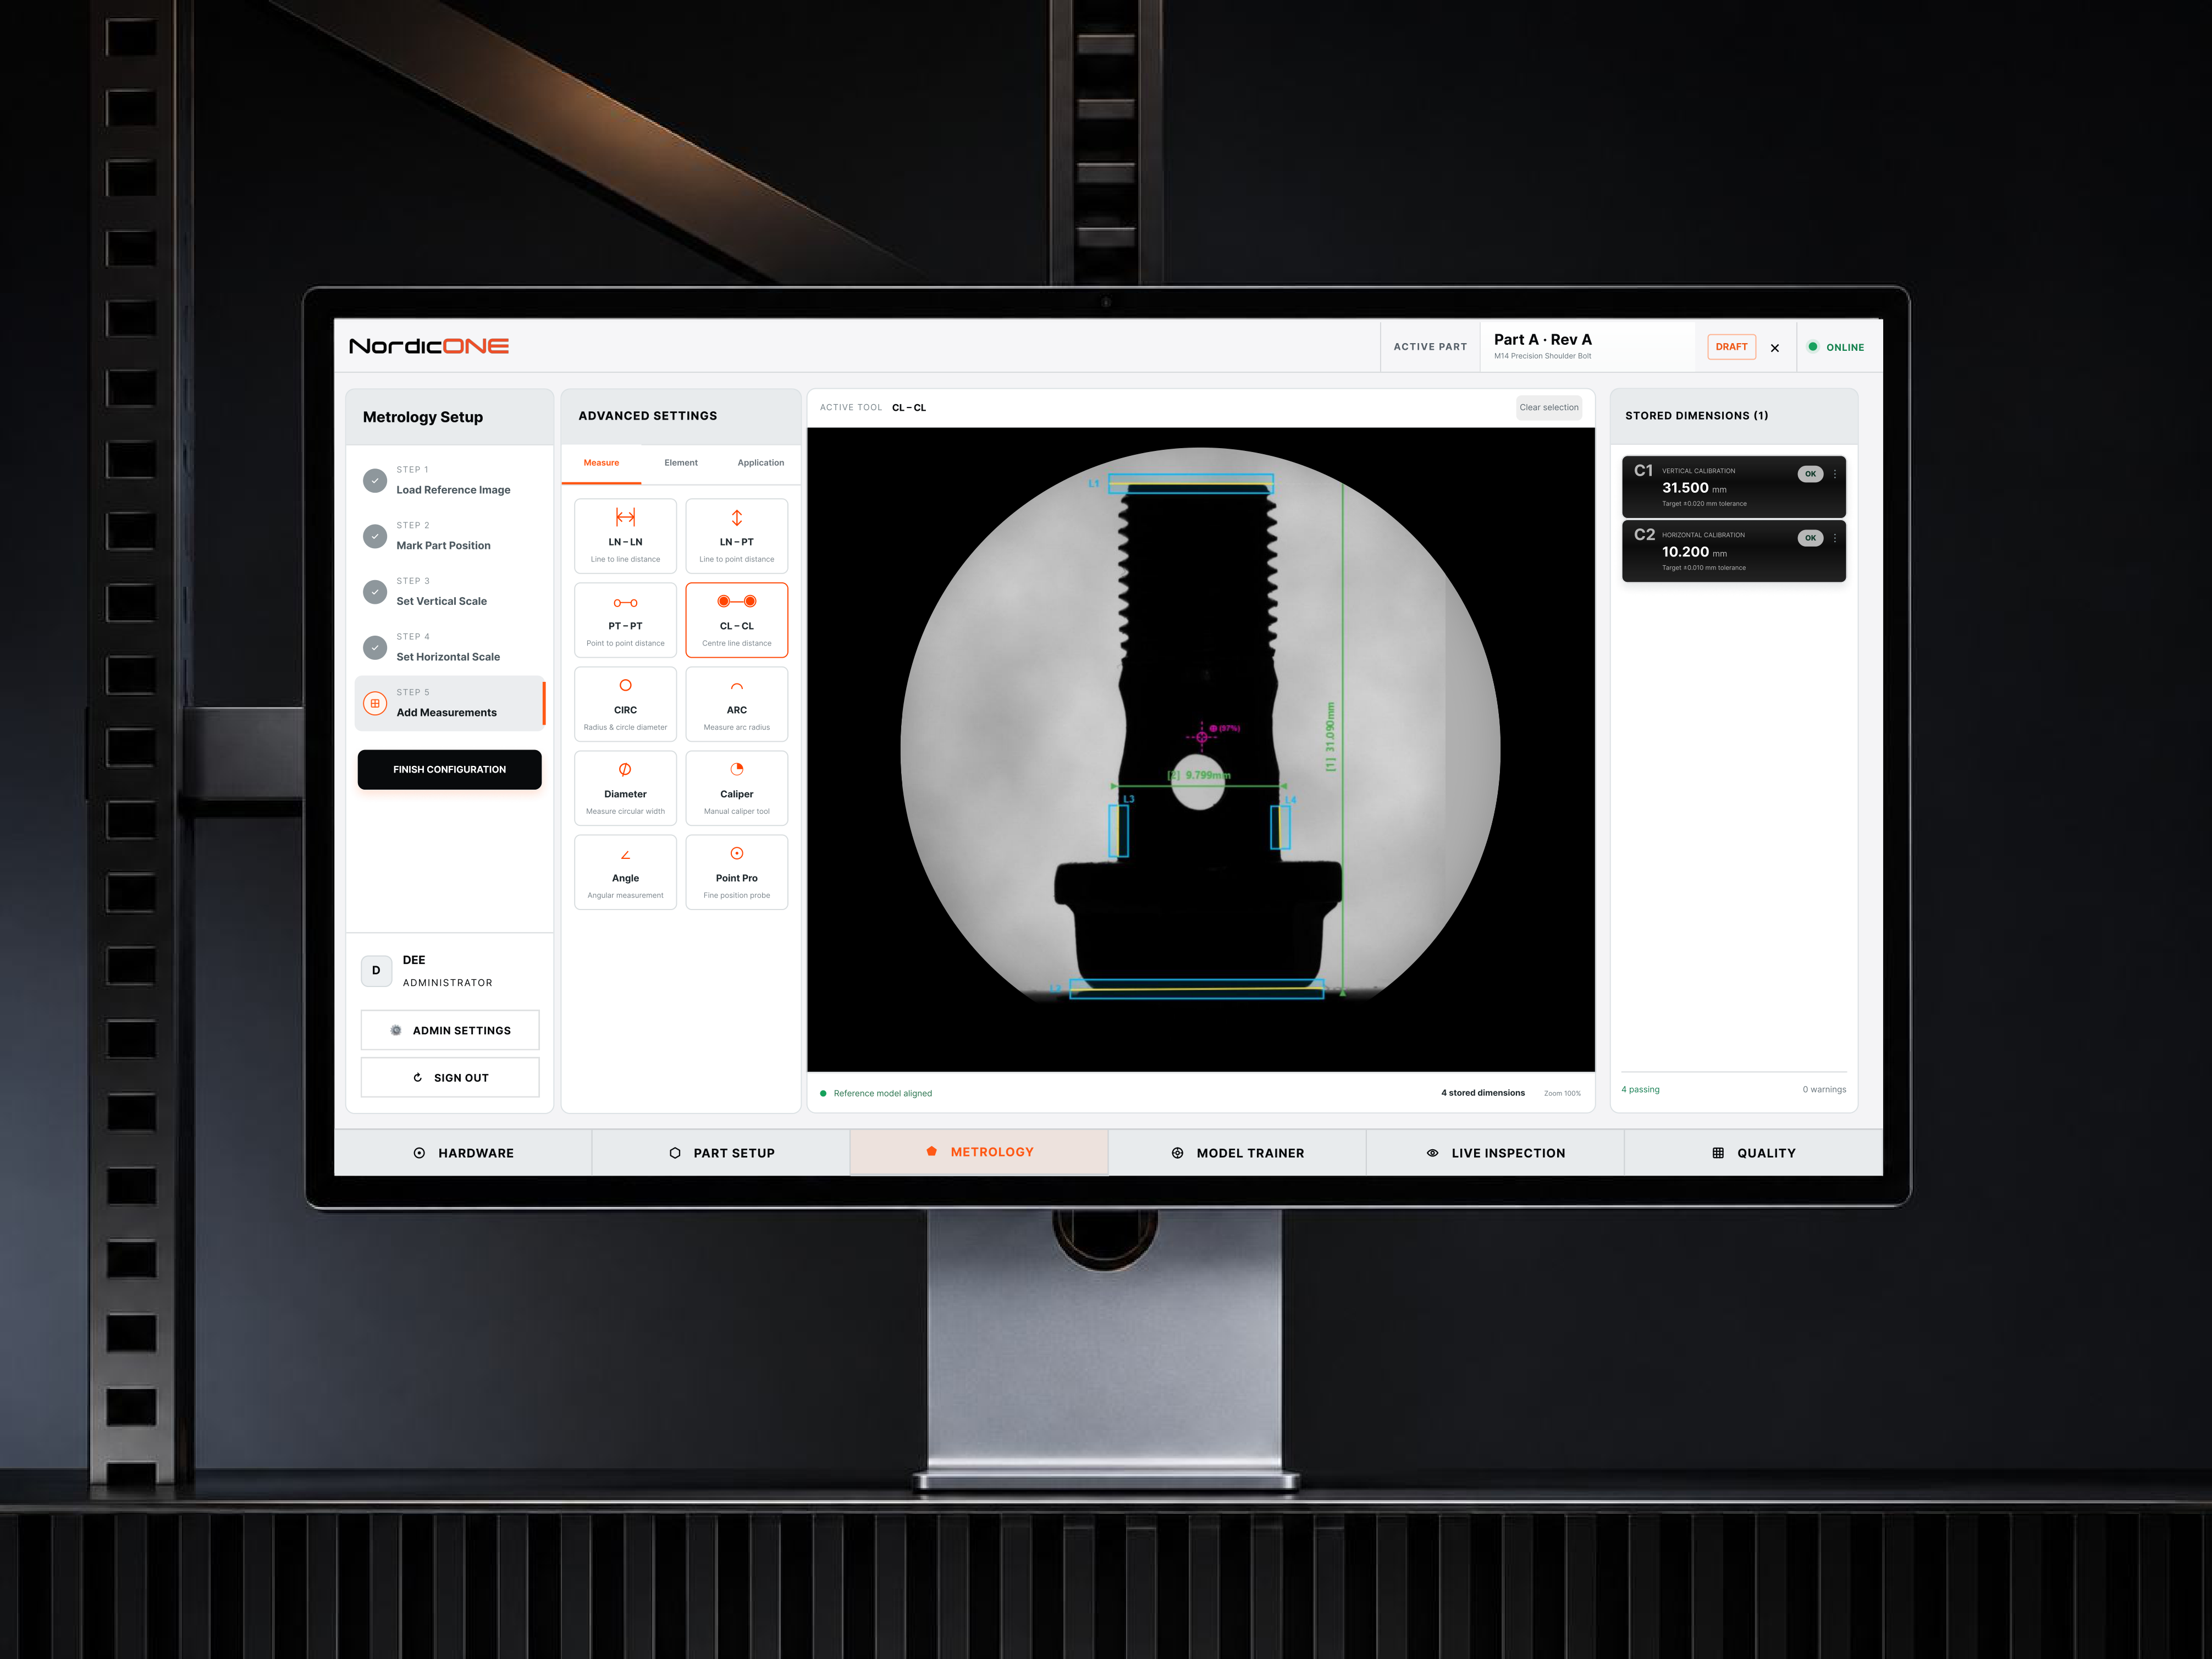 NordicONE
ACTIVE PART
Part A · Rev A
M14 Precision Shoulder Bolt
DRAFT
ONLINE
Metrology Setup
STEP 1
Load Reference Image
STEP 2
Mark Part Position
STEP 3
Set Vertical Scale
STEP 4
Set Horizontal Scale
STEP 5
Add Measurements
FINISH CONFIGURATION
D
DEE
ADMINISTRATOR
ADMIN SETTINGS
SIGN OUT
ADVANCED SETTINGS
Measure Element Application
LN – LN
Line to line distance
LN – PT
Line to point distance
PT – PT
Point to point distance
CL – CL
Centre line distance
CIRC
Radius & circle diameter
ARC
Measure arc radius
Diameter
Measure circular width
Caliper
Manual caliper tool
Angle
Angular measurement
Point Pro
Fine position probe
ACTIVE TOOL CL – CL
Clear selection
L1
(97%)
[1] 31.090mm
[2] 9.799mm
L3
L4
L2
Reference model aligned
4 stored dimensions
Zoom 100%
STORED DIMENSIONS (1)
C1
VERTICAL CALIBRATION
31.500 mm
Target ±0.020 mm tolerance
OK
C2
HORIZONTAL CALIBRATION
10.200 mm
Target ±0.010 mm tolerance
OK
4 passing
0 warnings
HARDWARE
PART SETUP
METROLOGY
MODEL TRAINER
LIVE INSPECTION
QUALITY